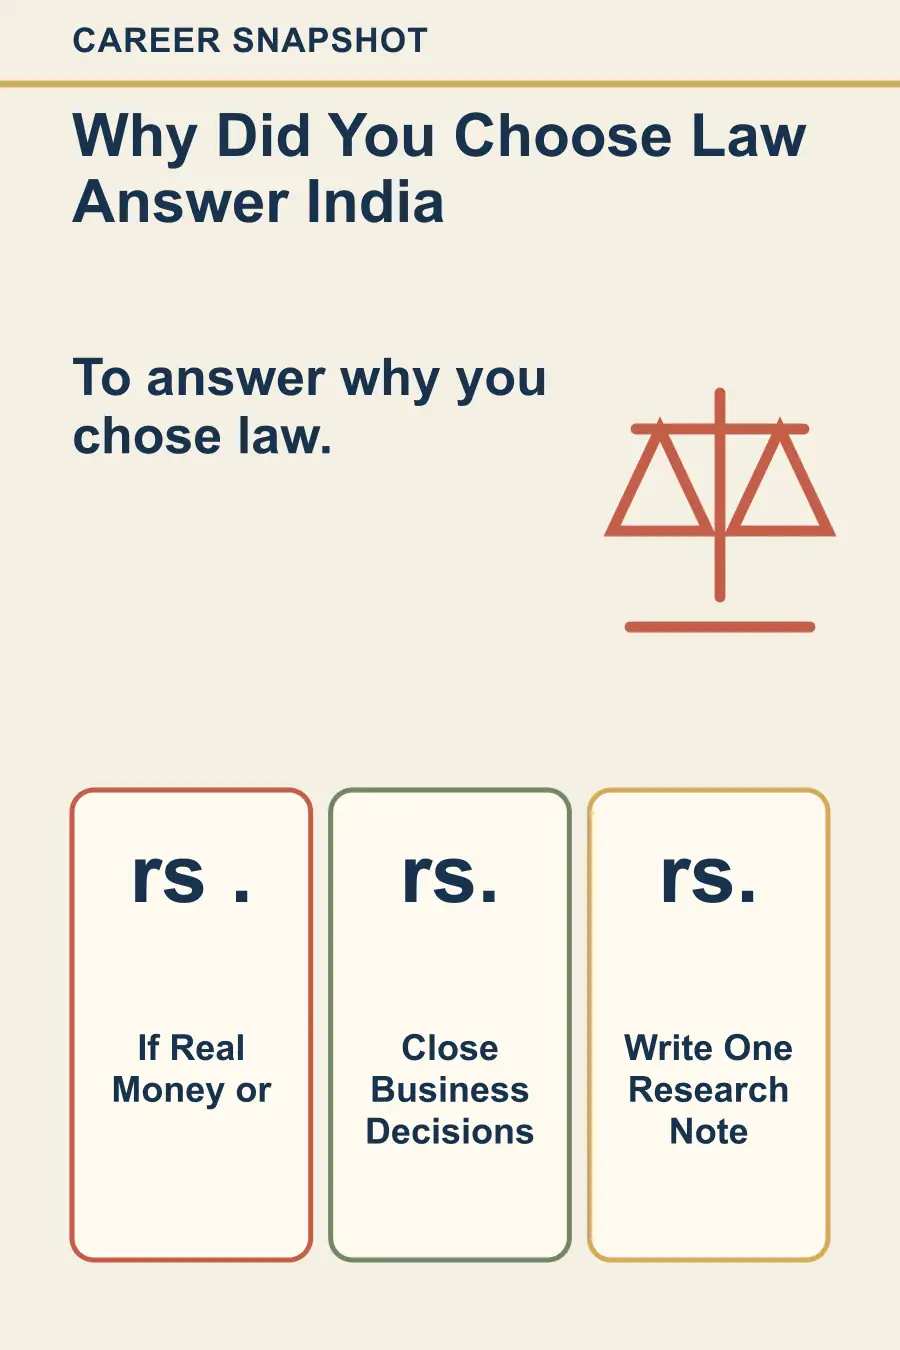 CAREER SNAPSHOT
Why Did You Choose Law
Answer India
To answer why you
chose law.
rs .
If Real
Money or
rs.
Close
Business
Decisions
rs.
Write One
Research
Note